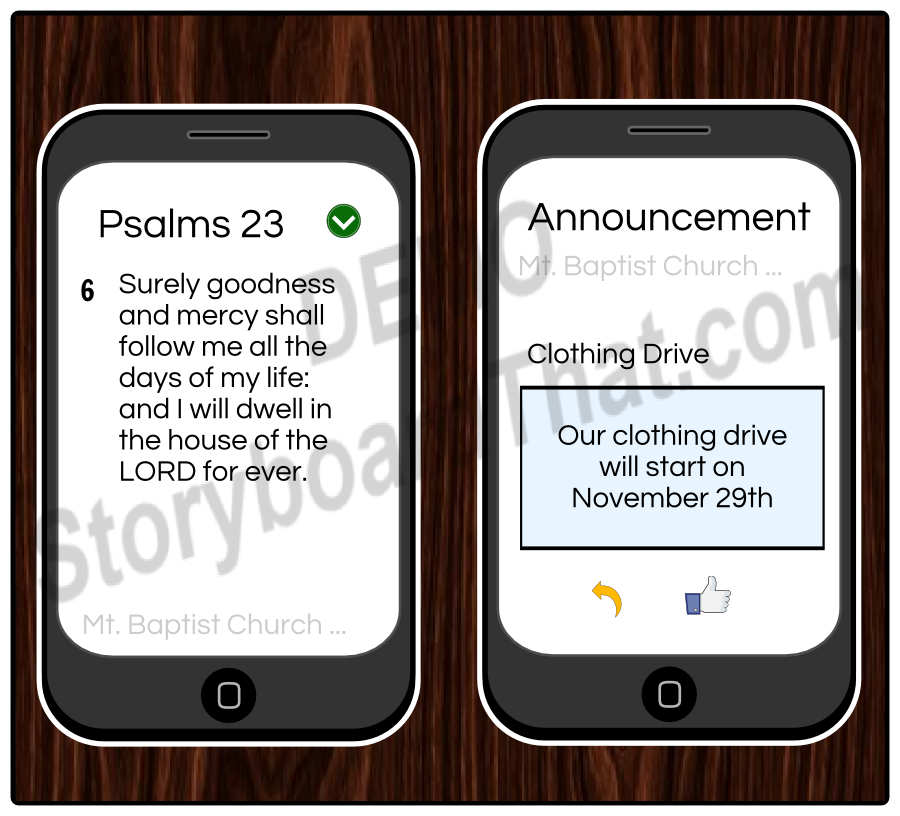 Psalms 23
6 Surely goodness
and mercy shall
follow me all the
days of my life:
and I will dwell in
the house of the
LORD for ever.
Mt. Baptist Church ...
Announcement
Mt. Baptist Church ...
Clothing Drive
Our clothing drive
will start on
November 29th
DEMO
StoryboardThat.com